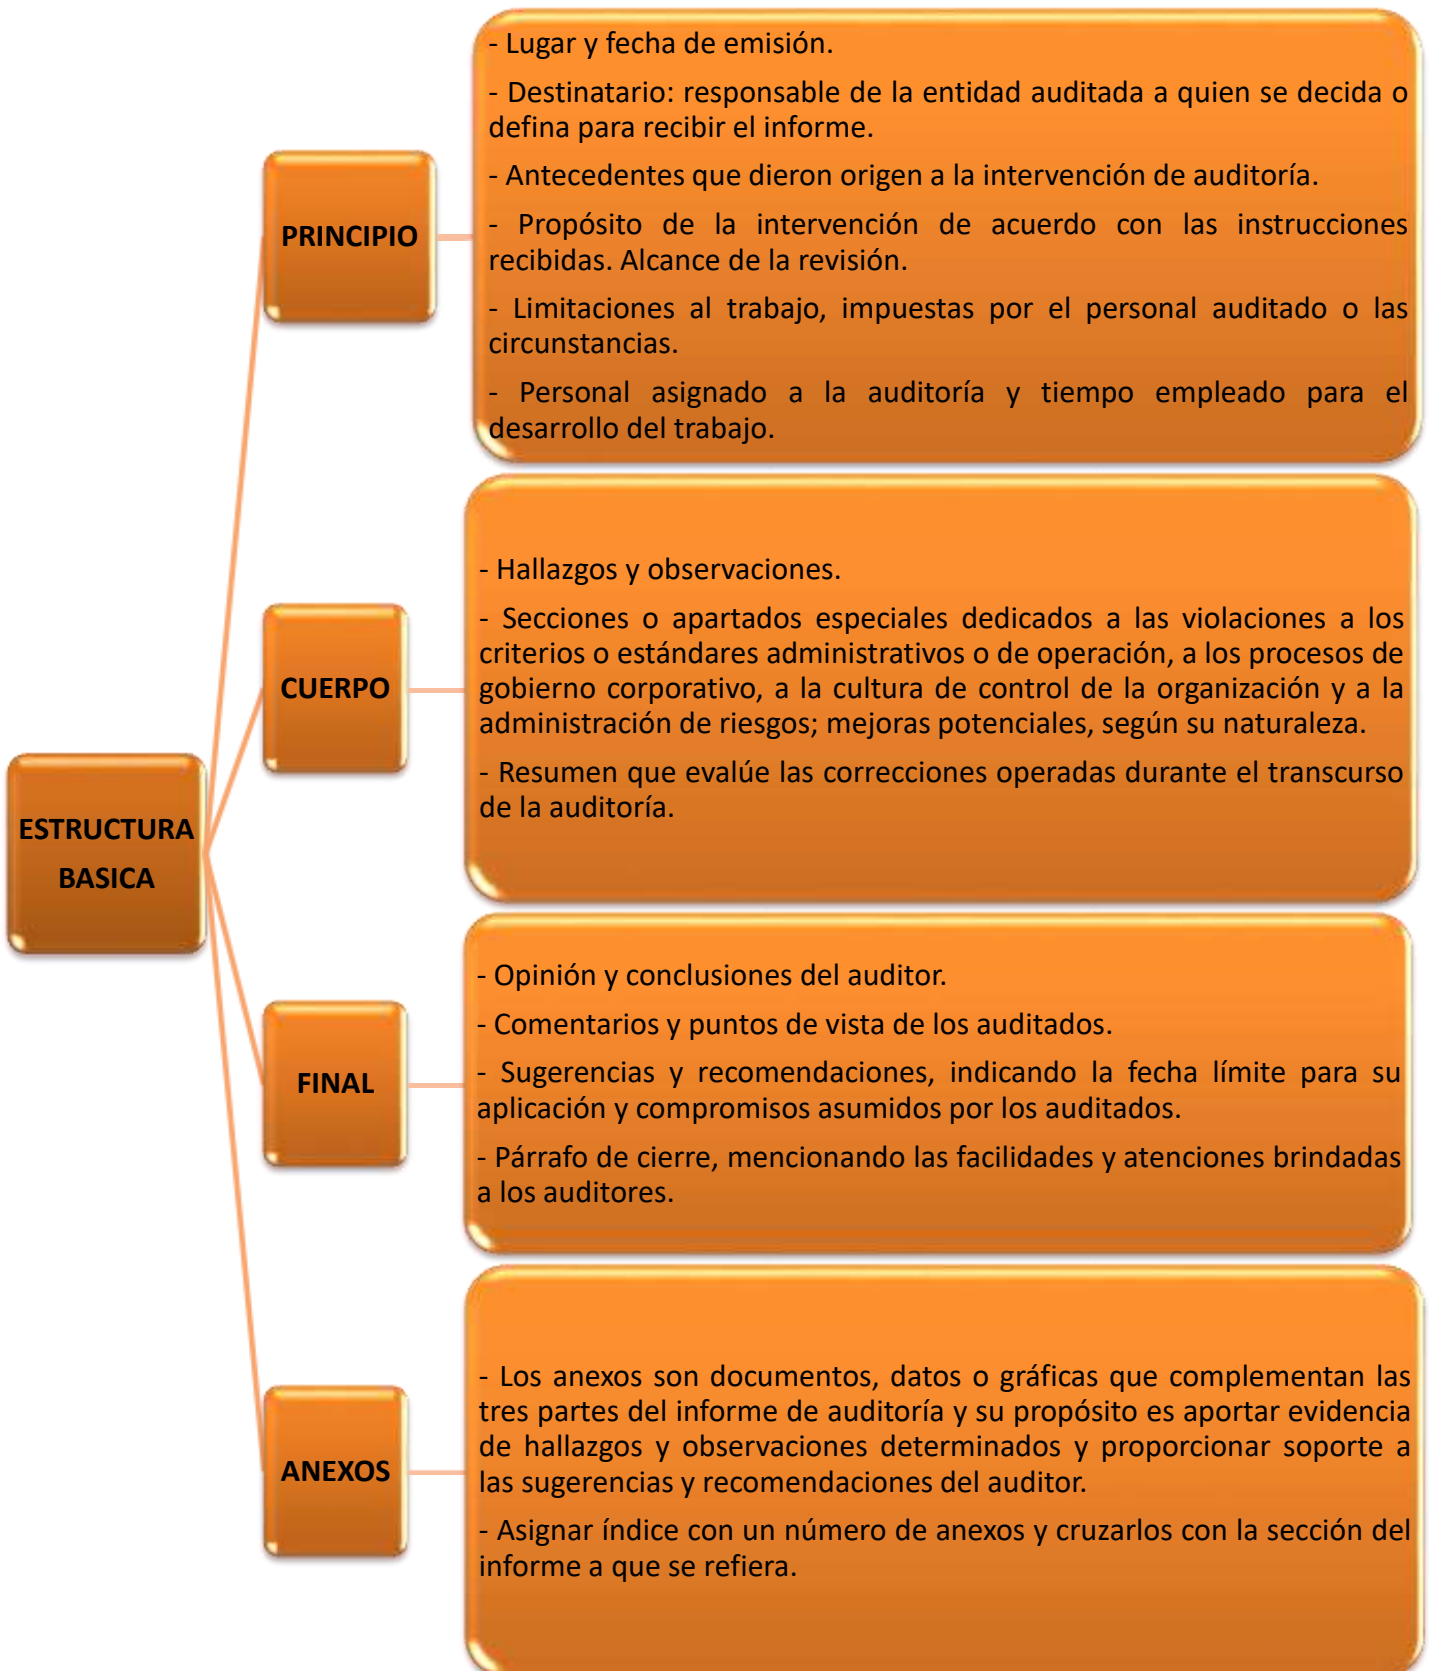 ESTRUCTURA
BASICA
PRINCIPIO
- Lugar y fecha de emisión.
- Destinatario: responsable de la entidad auditada a quien se decida o
defina para recibir el informe.
- Antecedentes que dieron origen a la intervención de auditoría.
- Propósito de la intervención de acuerdo con las instrucciones
recibidas. Alcance de la revisión.
- Limitaciones al trabajo, impuestas por el personal auditado o las
circunstancias.
- Personal asignado a la auditoría y tiempo empleado para el
desarrollo del trabajo.
CUERPO
- Hallazgos y observaciones.
- Secciones o apartados especiales dedicados a las violaciones a los
criterios o estándares administrativos o de operación, a los procesos de
gobierno corporativo, a la cultura de control de la organización y a la
administración de riesgos; mejoras potenciales, según su naturaleza.
- Resumen que evalúe las correcciones operadas durante el transcurso
de la auditoría.
FINAL
- Opinión y conclusiones del auditor.
- Comentarios y puntos de vista de los auditados.
- Sugerencias y recomendaciones, indicando la fecha límite para su
aplicación y compromisos asumidos por los auditados.
- Párrafo de cierre, mencionando las facilidades y atenciones brindadas
a los auditores.
ANEXOS
- Los anexos son documentos, datos o gráficas que complementan las
tres partes del informe de auditoría y su propósito es aportar evidencia
de hallazgos y observaciones determinados y proporcionar soporte a
las sugerencias y recomendaciones del auditor.
- Asignar índice con un número de anexos y cruzarlos con la sección del
informe a que se refiera.